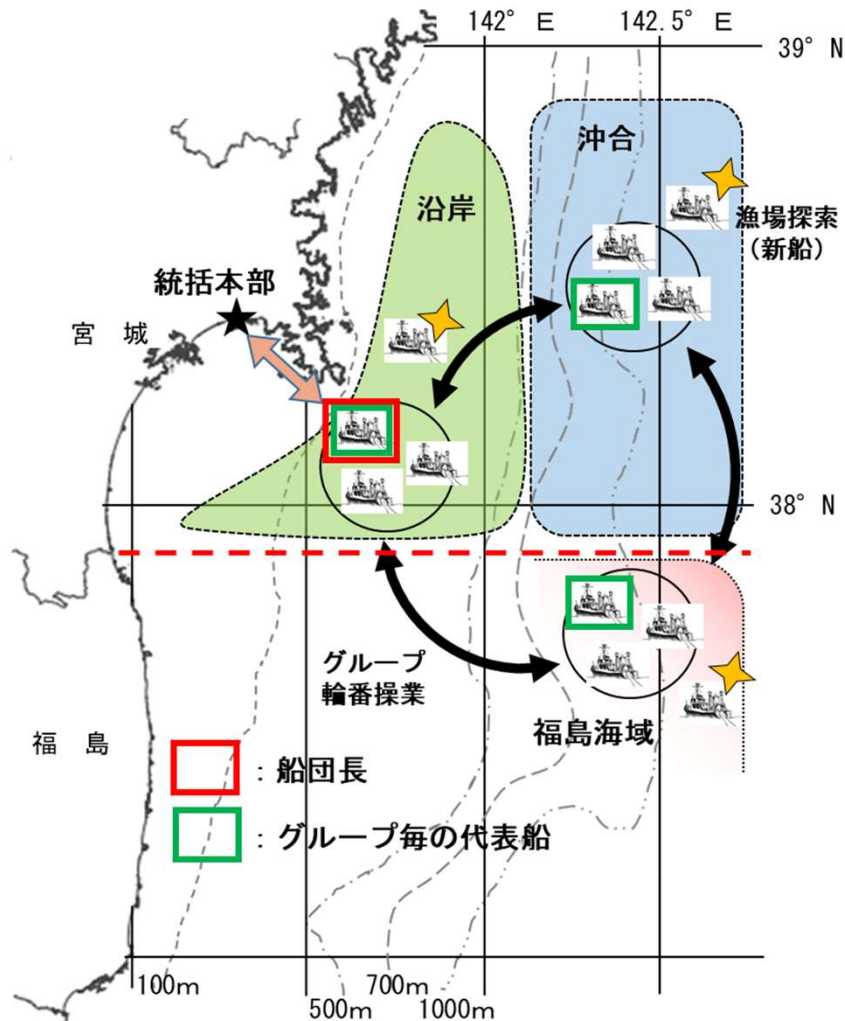 142° E
142.5° E
39° N
沖合
沿岸
漁場探索
（新船）
統括本部
宮 城
38° N
グループ
輪番操業
福島海域
福 島
：船団長
：グループ毎の代表船
100m
700m
500m
1000m